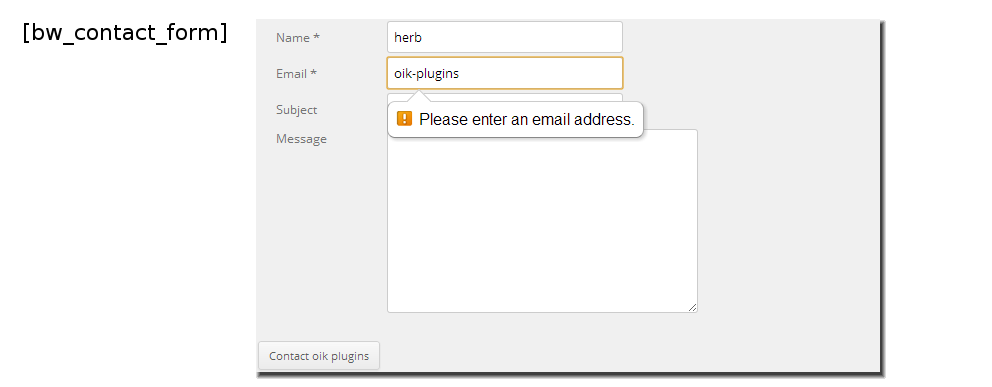 [bw_contact_form]
Name *
herb
Email *
oik-plugins
Subject
Please enter an email address.
Message
Contact oik plugins